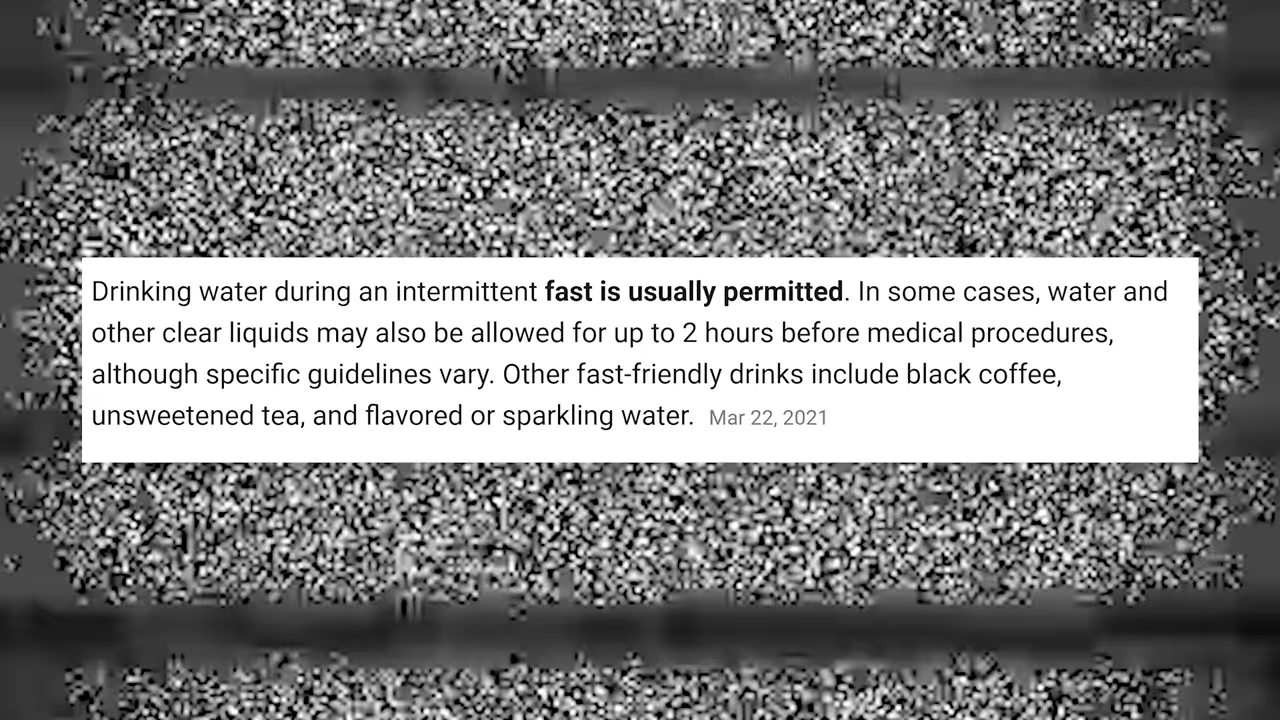 Drinking water during an intermittent fast is usually permitted. In some cases, water and
other clear liquids may also be allowed for up to 2 hours before medical procedures,
although specific guidelines vary. Other fast-friendly drinks include black coffee,
unsweetened tea, and flavored or sparkling water. Mar 22, 2021